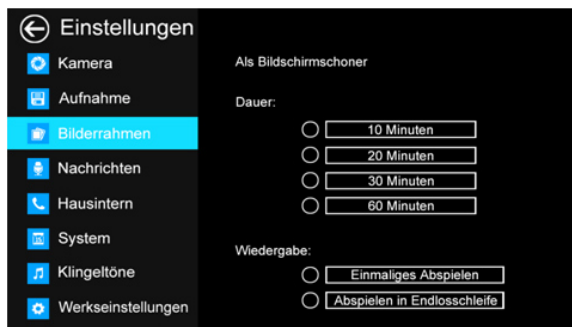 Einstellungen
Kamera
Aufnahme
Bilderrahmen
Nachrichten
Hausintern
System
Klingeltöne
Werkseinstellungen
Als Bildschirmschoner
Dauer:
10 Minuten
20 Minuten
30 Minuten
60 Minuten
Wiedergabe:
Einmaliges Abspielen
Abspielen in Endlosschleife